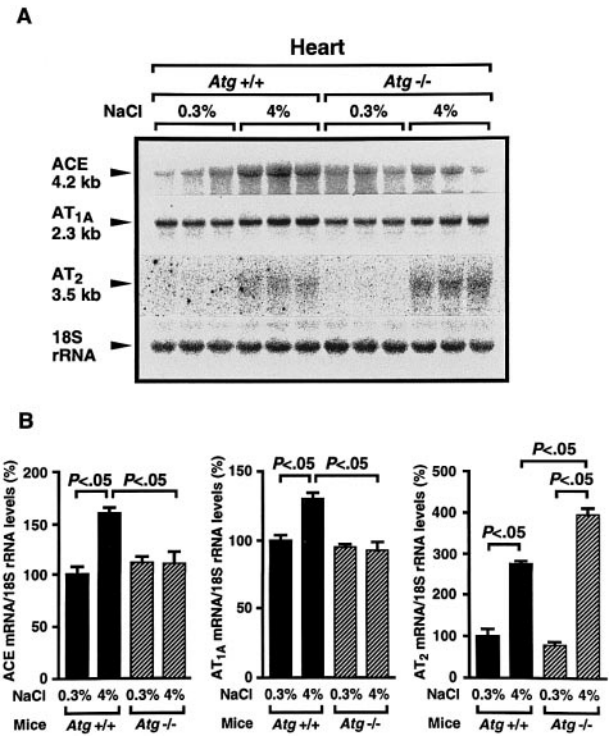 A
Heart
Atg +/+ Atg -/-
NaCl 0.3% 4% 0.3% 4%
ACE
4.2 kb
AT1A
2.3 kb
AT2
3.5 kb
18S
rRNA
B
ACE mRNA/18S rRNA levels (%)
200
150
100
50
0
P<.05 P<.05
NaCl 0.3% 4% 0.3% 4%
Mice Atg +/+ Atg -/-
AT1A mRNA/18S rRNA levels (%)
150
100
50
0
P<.05 P<.05
NaCl 0.3% 4% 0.3% 4%
Mice Atg +/+ Atg -/-
AT2 mRNA/18S rRNA levels (%)
500
400
300
200
100
0
P<.05
P<.05
P<.05
NaCl 0.3% 4% 0.3% 4%
Mice Atg +/+ Atg -/-